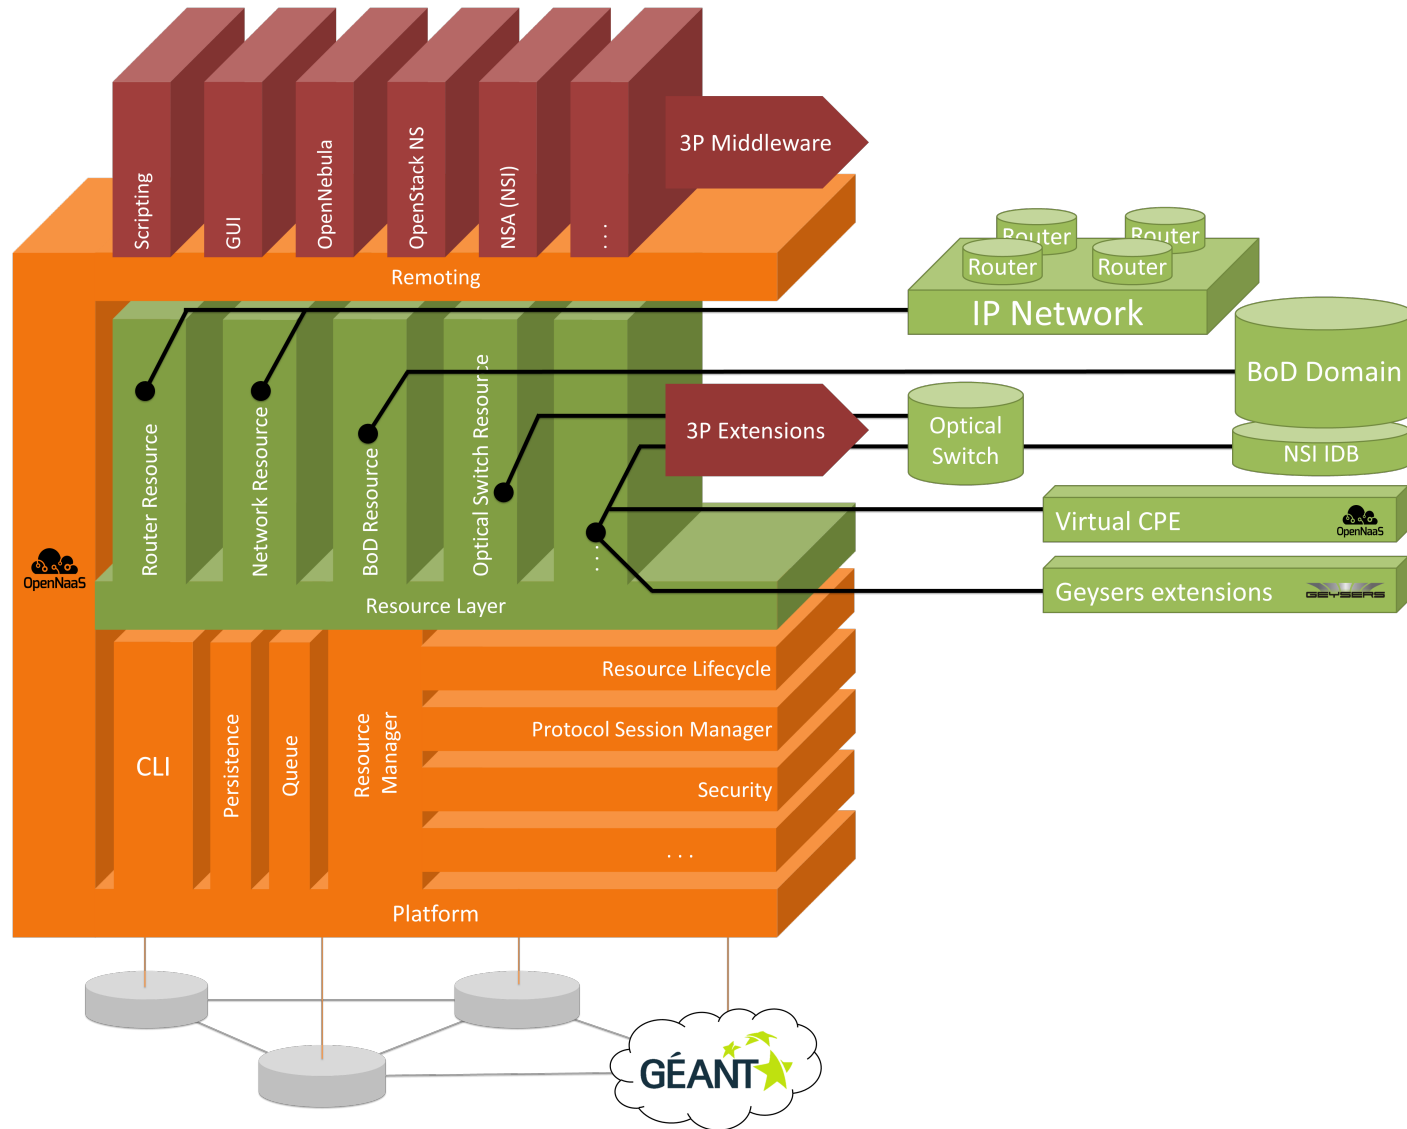 Scripting
GUI
OpenNebula
OpenStack NS
NSA (NSI)
. . .
3P Middleware
Remoting
Router
Router
Router
Router
IP Network
BoD Domain
NSI IDB
Optical
Switch
3P Extensions
Router Resource
Network Resource
BoD Resource
Optical Switch Resource
. . .
Virtual CPE
OpenNaaS
Geysers extensions
GEYSERS
OpenNaaS
Resource Layer
CLI
Persistence
Queue
Resource
Manager
Resource Lifecycle
Protocol Session Manager
Security
. . .
Platform
GÉANT